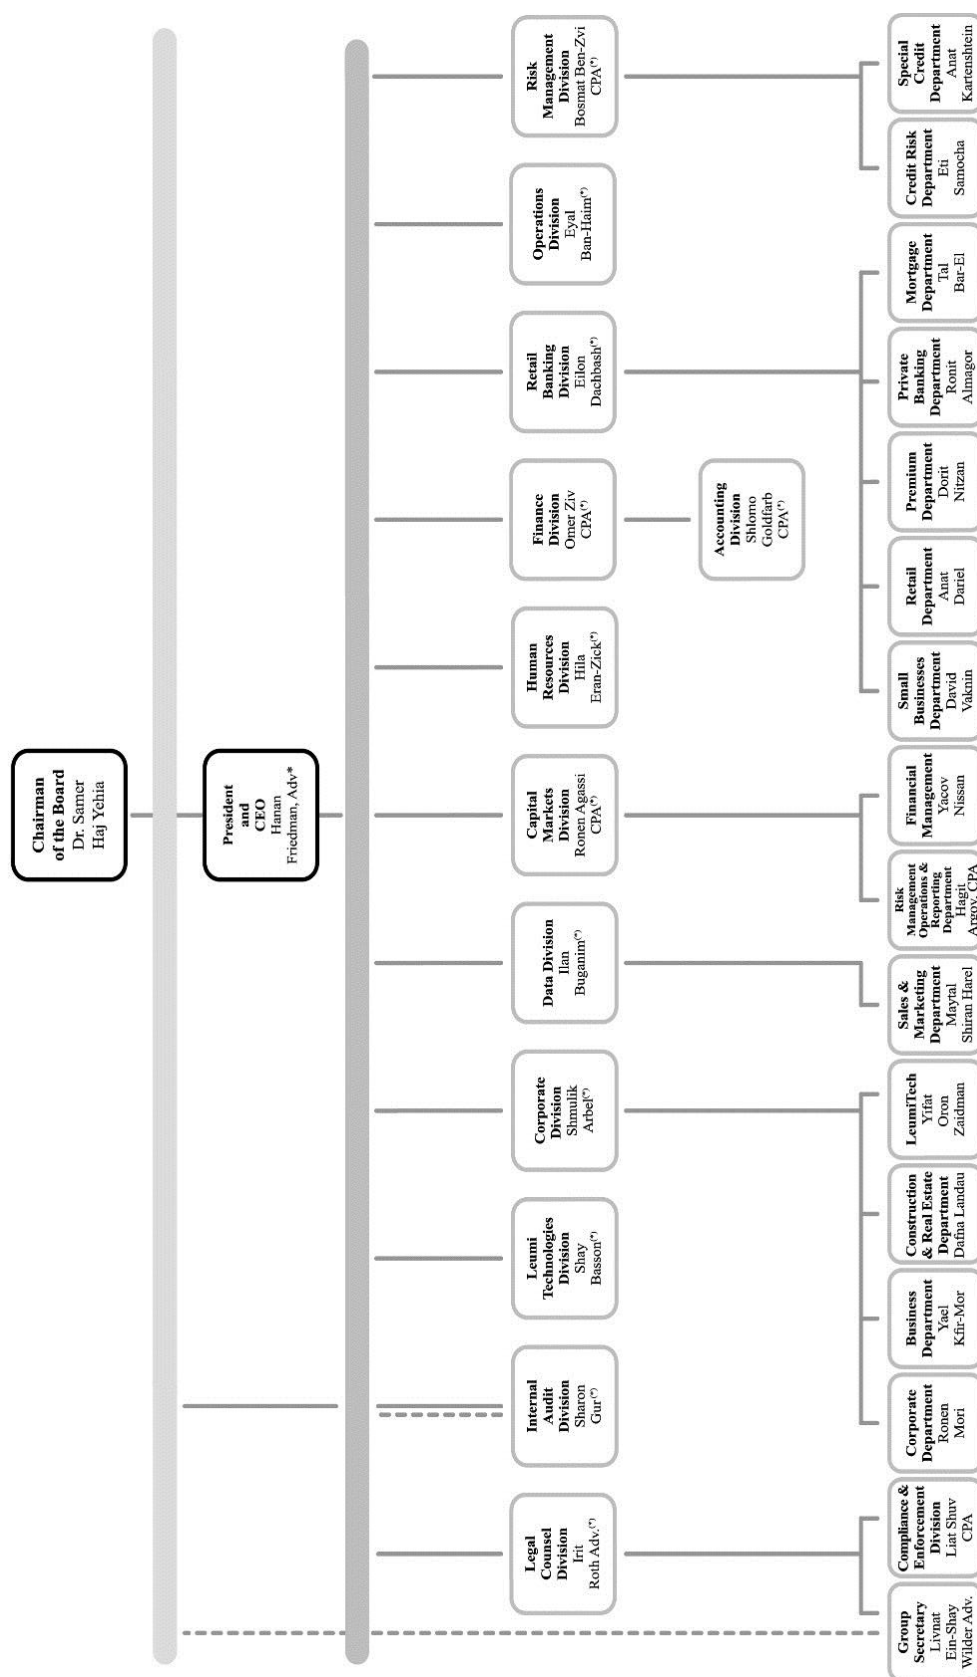 Chairman
of the Board
Dr. Samer
Haj Yehia
President
and
CEO
Hanan
Friedman, Adv*
Legal
Counsel
Division
Irit
Roth Adv.(*)
Internal
Audit
Division
Sharon
Gur(*)
Leumi
Technologies
Division
Shay
Basson(*)
Corporate
Division
Shmulik
Arbel(*)
Data Division
Ilan
Buganim(*)
Capital
Markets
Division
Ronen Agassi
CPA(*)
Human
Resources
Division
Hila
Eran-Zick(*)
Finance
Division
Omer Ziv
CPA(*)
Retail
Banking
Division
Eilon
Dachbash(*)
Operations
Division
Eyal
Ban-Haim(*)
Risk
Management
Division
Bosmat Ben-Zvi
CPA(*)
Accounting
Division
Shlomo
Goldfarb
CPA(*)
Group
Secretary
Livnat
Ein-Shay
Wilder Adv.
Compliance &
Enforcement
Division
Liat Shuv
CPA
Corporate
Department
Ronen
Mori
Business
Department
Yael
Kfir-Mor
Construction
& Real Estate
Department
Dafna Landau
LeumiTech
Yifat
Oron
Zaidman
Sales &
Marketing
Department
Maytal
Shiran Harel
Risk
Management
Operations &
Reporting
Department
Hagit
Argov, CPA
Financial
Management
Yacov
Nissan
Small
Businesses
Department
David
Vaknin
Retail
Department
Anat
Dariel
Premium
Department
Dorit
Nitzan
Private
Banking
Department
Ronit
Almagor
Mortgage
Department
Tal
Bar-El
Credit Risk
Department
Eti
Samocha
Special
Credit
Department
Anat
Kartenshtein